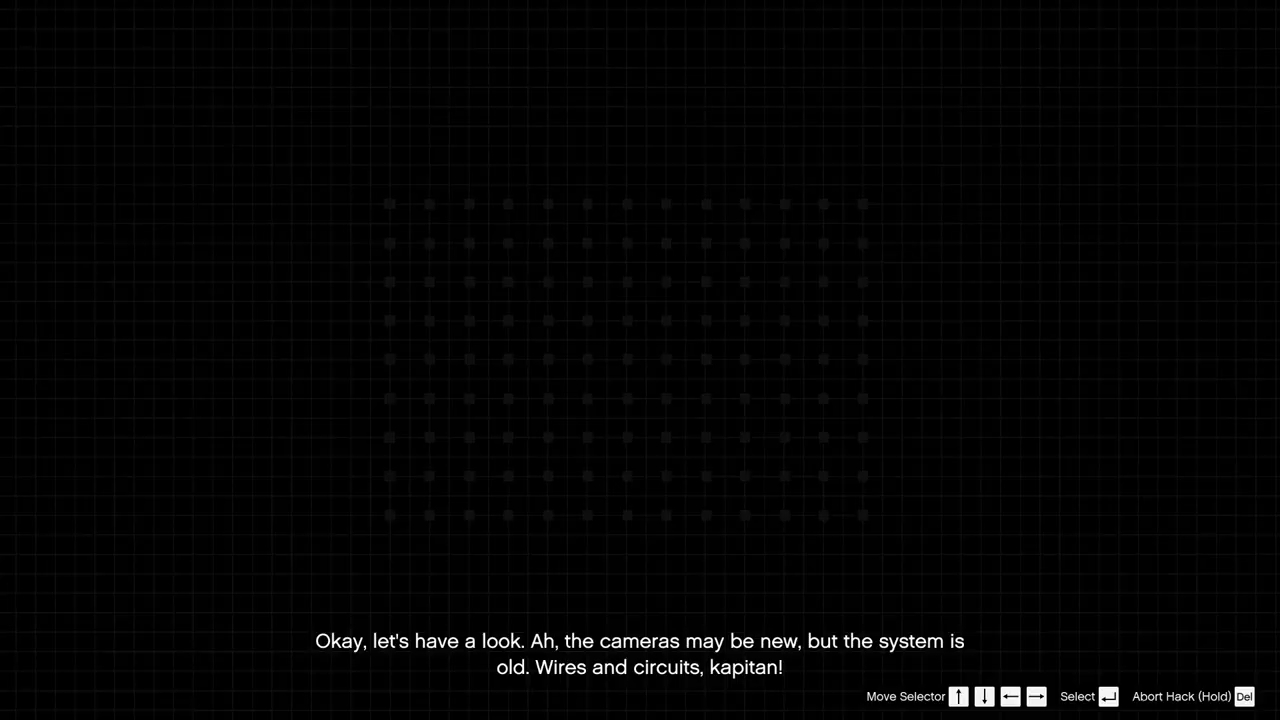 Okay, let's have a look. Ah, the cameras may be new, but the system is
old. Wires and circuits, kapitan!
Move Selector ↑ ↓ ← → Select ↵ Abort Hack (Hold) Del